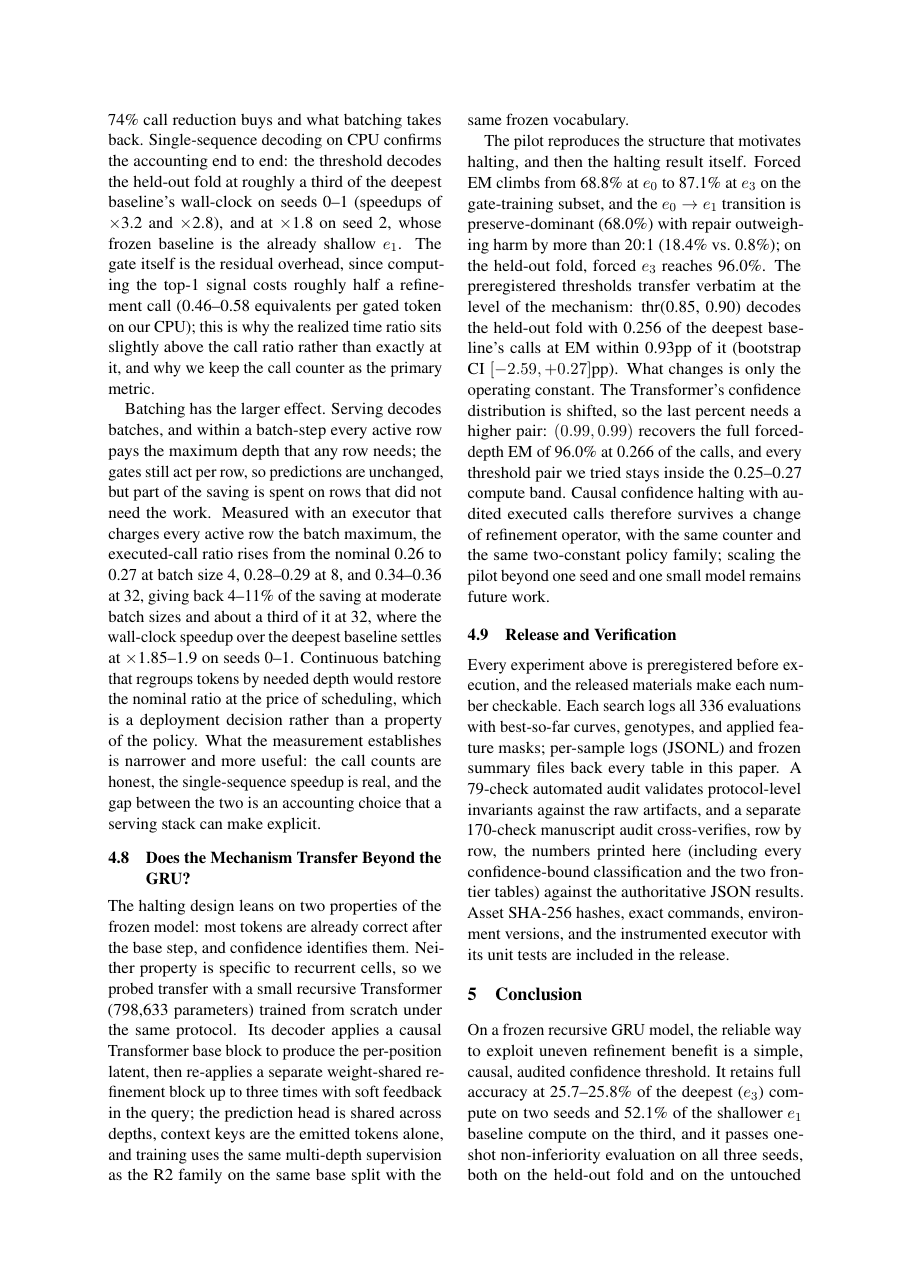 74% call reduction buys and what batching takes
back. Single-sequence decoding on CPU confirms
the accounting end to end: the threshold decodes
the held-out fold at roughly a third of the deepest
baseline's wall-clock on seeds 0–1 (speedups of
×3.2 and ×2.8), and at ×1.8 on seed 2, whose
frozen baseline is the already shallow e1. The
gate itself is the residual overhead, since comput-
ing the top-1 signal costs roughly half a refine-
ment call (0.46–0.58 equivalents per gated token
on our CPU); this is why the realized time ratio sits
slightly above the call ratio rather than exactly at
it, and why we keep the call counter as the primary
metric.
Batching has the larger effect. Serving decodes
batches, and within a batch-step every active row
pays the maximum depth that any row needs; the
gates still act per row, so predictions are unchanged,
but part of the saving is spent on rows that did not
need the work. Measured with an executor that
charges every active row the batch maximum, the
executed-call ratio rises from the nominal 0.26 to
0.27 at batch size 4, 0.28–0.29 at 8, and 0.34–0.36
at 32, giving back 4–11% of the saving at moderate
batch sizes and about a third of it at 32, where the
wall-clock speedup over the deepest baseline settles
at ×1.85–1.9 on seeds 0–1. Continuous batching
that regroups tokens by needed depth would restore
the nominal ratio at the price of scheduling, which
is a deployment decision rather than a property
of the policy. What the measurement establishes
is narrower and more useful: the call counts are
honest, the single-sequence speedup is real, and the
gap between the two is an accounting choice that a
serving stack can make explicit.
4.8 Does the Mechanism Transfer Beyond the
GRU?
The halting design leans on two properties of the
frozen model: most tokens are already correct after
the base step, and confidence identifies them. Nei-
ther property is specific to recurrent cells, so we
probed transfer with a small recursive Transformer
(798,633 parameters) trained from scratch under
the same protocol. Its decoder applies a causal
Transformer base block to produce the per-position
latent, then re-applies a separate weight-shared re-
finement block up to three times with soft feedback
in the query; the prediction head is shared across
depths, context keys are the emitted tokens alone,
and training uses the same multi-depth supervision
as the R2 family on the same base split with the
same frozen vocabulary.
The pilot reproduces the structure that motivates
halting, and then the halting result itself. Forced
EM climbs from 68.8% at e0 to 87.1% at e3 on the
gate-training subset, and the e0 → e1 transition is
preserve-dominant (68.0%) with repair outweigh-
ing harm by more than 20:1 (18.4% vs. 0.8%); on
the held-out fold, forced e3 reaches 96.0%. The
preregistered thresholds transfer verbatim at the
level of the mechanism: thr(0.85, 0.90) decodes
the held-out fold with 0.256 of the deepest base-
line's calls at EM within 0.93pp of it (bootstrap
CI [−2.59, +0.27]pp). What changes is only the
operating constant. The Transformer's confidence
distribution is shifted, so the last percent needs a
higher pair: (0.99, 0.99) recovers the full forced-
depth EM of 96.0% at 0.266 of the calls, and every
threshold pair we tried stays inside the 0.25–0.27
compute band. Causal confidence halting with au-
dited executed calls therefore survives a change
of refinement operator, with the same counter and
the same two-constant policy family; scaling the
pilot beyond one seed and one small model remains
future work.
4.9 Release and Verification
Every experiment above is preregistered before ex-
ecution, and the released materials make each num-
ber checkable. Each search logs all 336 evaluations
with best-so-far curves, genotypes, and applied fea-
ture masks; per-sample logs (JSONL) and frozen
summary files back every table in this paper. A
79-check automated audit validates protocol-level
invariants against the raw artifacts, and a separate
170-check manuscript audit cross-verifies, row by
row, the numbers printed here (including every
confidence-bound classification and the two fron-
tier tables) against the authoritative JSON results.
Asset SHA-256 hashes, exact commands, environ-
ment versions, and the instrumented executor with
its unit tests are included in the release.
5 Conclusion
On a frozen recursive GRU model, the reliable way
to exploit uneven refinement benefit is a simple,
causal, audited confidence threshold. It retains full
accuracy at 25.7–25.8% of the deepest (e3) com-
pute on two seeds and 52.1% of the shallower e1
baseline compute on the third, and it passes one-
shot non-inferiority evaluation on all three seeds,
both on the held-out fold and on the untouched